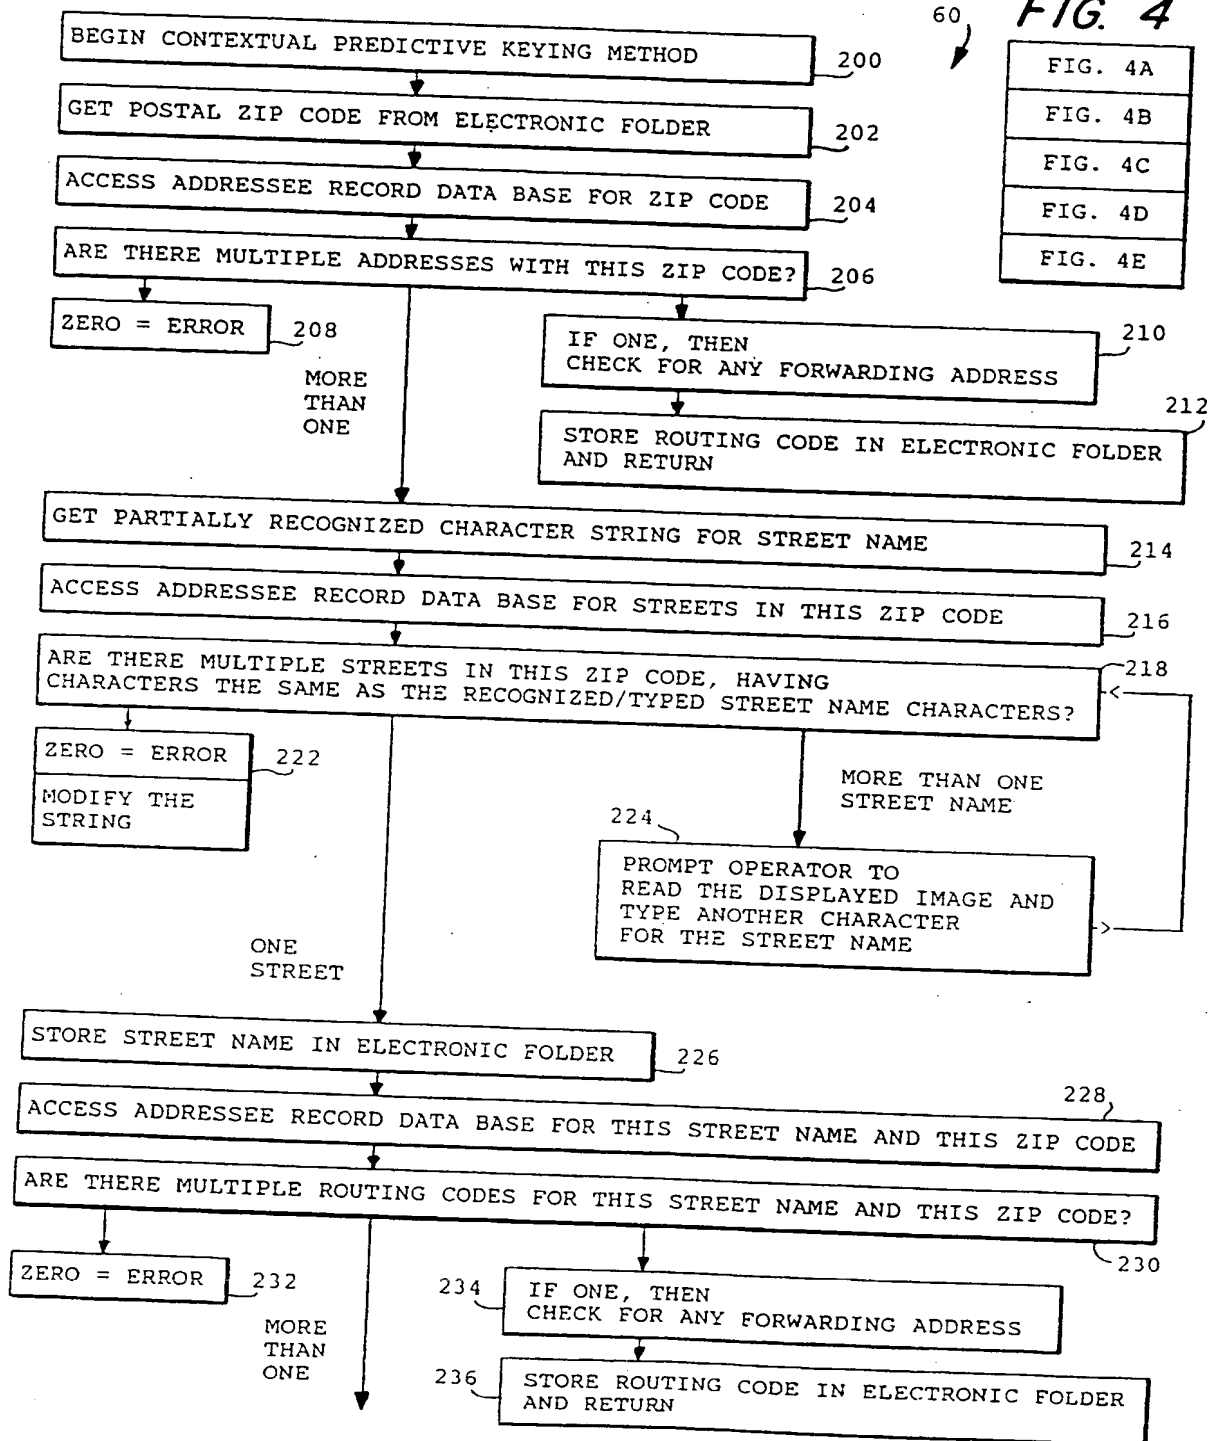 60
FIG. 4
FIG. 4A
FIG. 4B
FIG. 4C
FIG. 4D
FIG. 4E
BEGIN CONTEXTUAL PREDICTIVE KEYING METHOD
200
GET POSTAL ZIP CODE FROM ELECTRONIC FOLDER
202
ACCESS ADDRESSEE RECORD DATA BASE FOR ZIP CODE
204
ARE THERE MULTIPLE ADDRESSES WITH THIS ZIP CODE?
206
ZERO = ERROR
208
MORE
THAN
ONE
IF ONE, THEN
CHECK FOR ANY FORWARDING ADDRESS
210
STORE ROUTING CODE IN ELECTRONIC FOLDER
AND RETURN
212
GET PARTIALLY RECOGNIZED CHARACTER STRING FOR STREET NAME
214
ACCESS ADDRESSEE RECORD DATA BASE FOR STREETS IN THIS ZIP CODE
216
ARE THERE MULTIPLE STREETS IN THIS ZIP CODE, HAVING
CHARACTERS THE SAME AS THE RECOGNIZED/TYPED STREET NAME CHARACTERS?
218
ZERO = ERROR
MODIFY THE
STRING
222
MORE THAN ONE
STREET NAME
224
PROMPT OPERATOR TO
READ THE DISPLAYED IMAGE AND
TYPE ANOTHER CHARACTER
FOR THE STREET NAME
ONE
STREET
STORE STREET NAME IN ELECTRONIC FOLDER
226
228
ACCESS ADDRESSEE RECORD DATA BASE FOR THIS STREET NAME AND THIS ZIP CODE
ARE THERE MULTIPLE ROUTING CODES FOR THIS STREET NAME AND THIS ZIP CODE?
230
ZERO = ERROR
232
MORE
THAN
ONE
234
IF ONE, THEN
CHECK FOR ANY FORWARDING ADDRESS
236
STORE ROUTING CODE IN ELECTRONIC FOLDER
AND RETURN